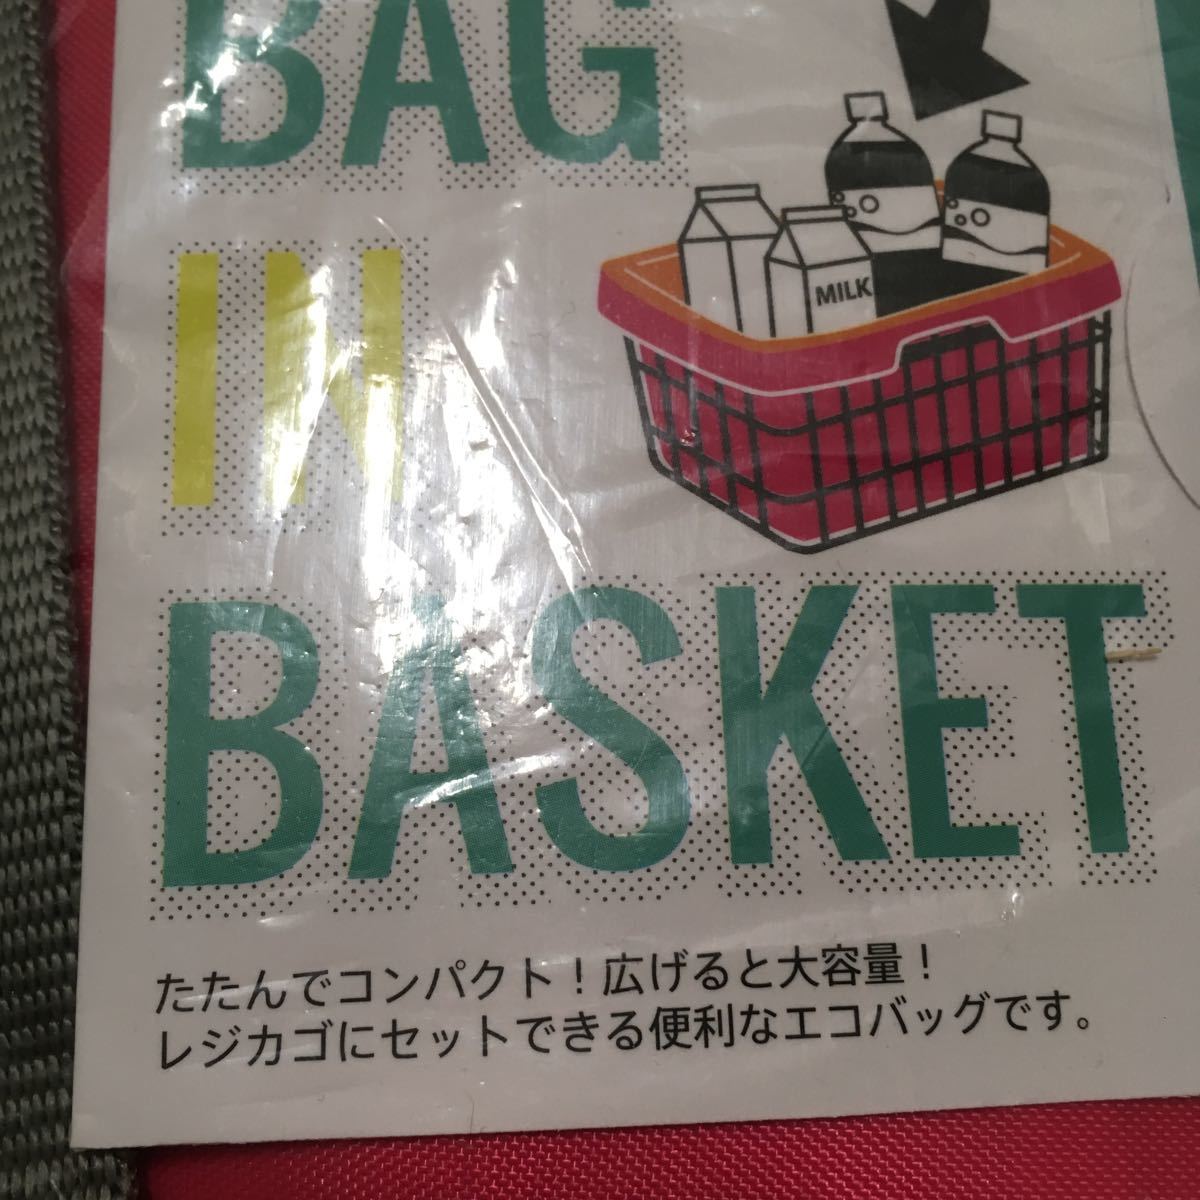 BAG
IN
MILK
BASKET
たたんでコンパクト！広げると大容量！
レジカゴにセットできる便利なエコバッグです。